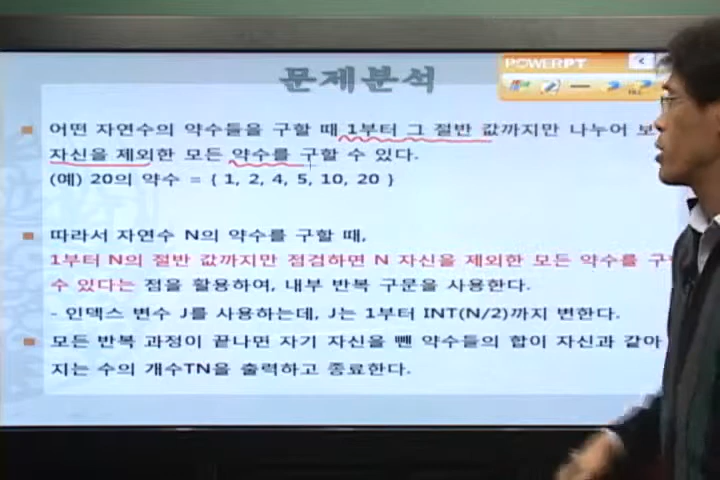 문제분석
POWERPT
어떤 자연수의 약수들을 구할 때 1부터 그 절반 값까지만 나누어 보
자신을 제외한 모든 약수를 구할 수 있다.
(예) 20의 약수 = { 1, 2, 4, 5, 10, 20 }
따라서 자연수 N의 약수를 구할 때,
1부터 N의 절반 값까지만 점검하면 N 자신을 제외한 모든 약수를
수 있다는 점을 활용하여, 내부 반복 구문을 사용한다.
- 인덱스 변수 J를 사용하는데, J는 1부터 INT(N/2)까지 변한다.
모든 반복 과정이 끝나면 자기 자신을 뺀 약수들의 합이 자신과 같아
지는 수의 개수TN을 출력하고 종료한다.